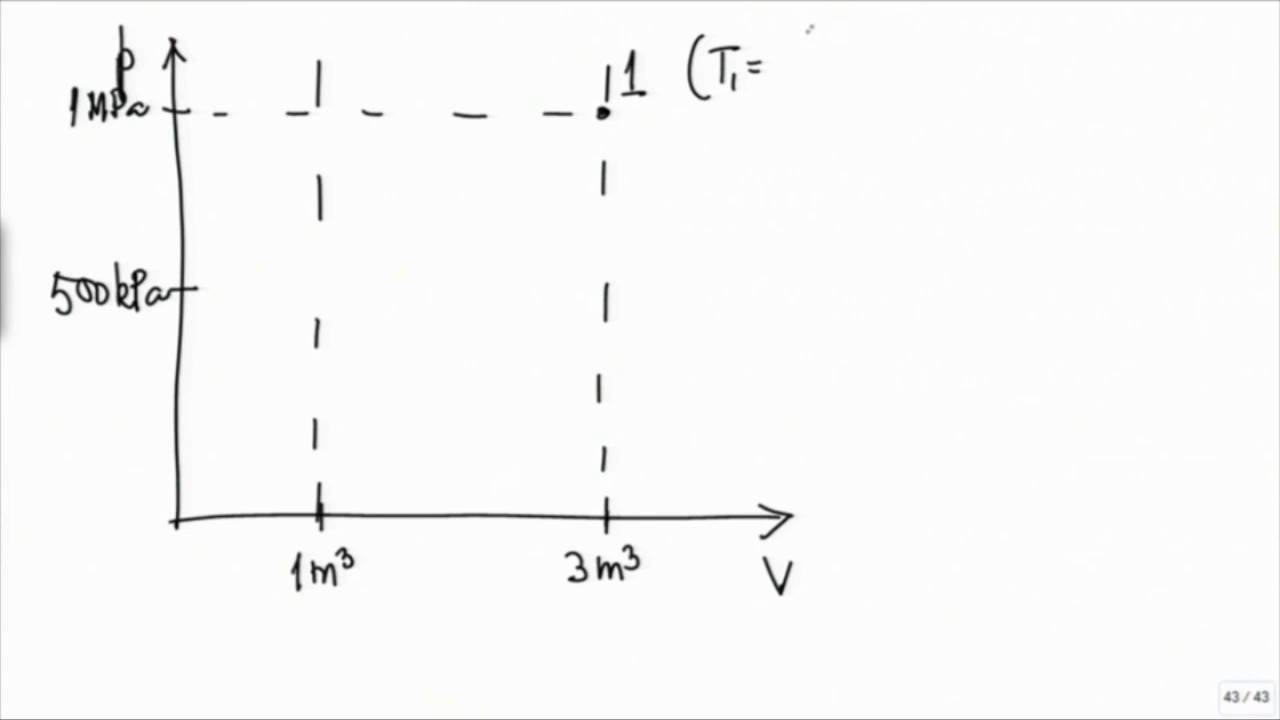 p
1 (T₁ =
1 MPa
500 kPa
1 m³
3 m³
V
43 / 43